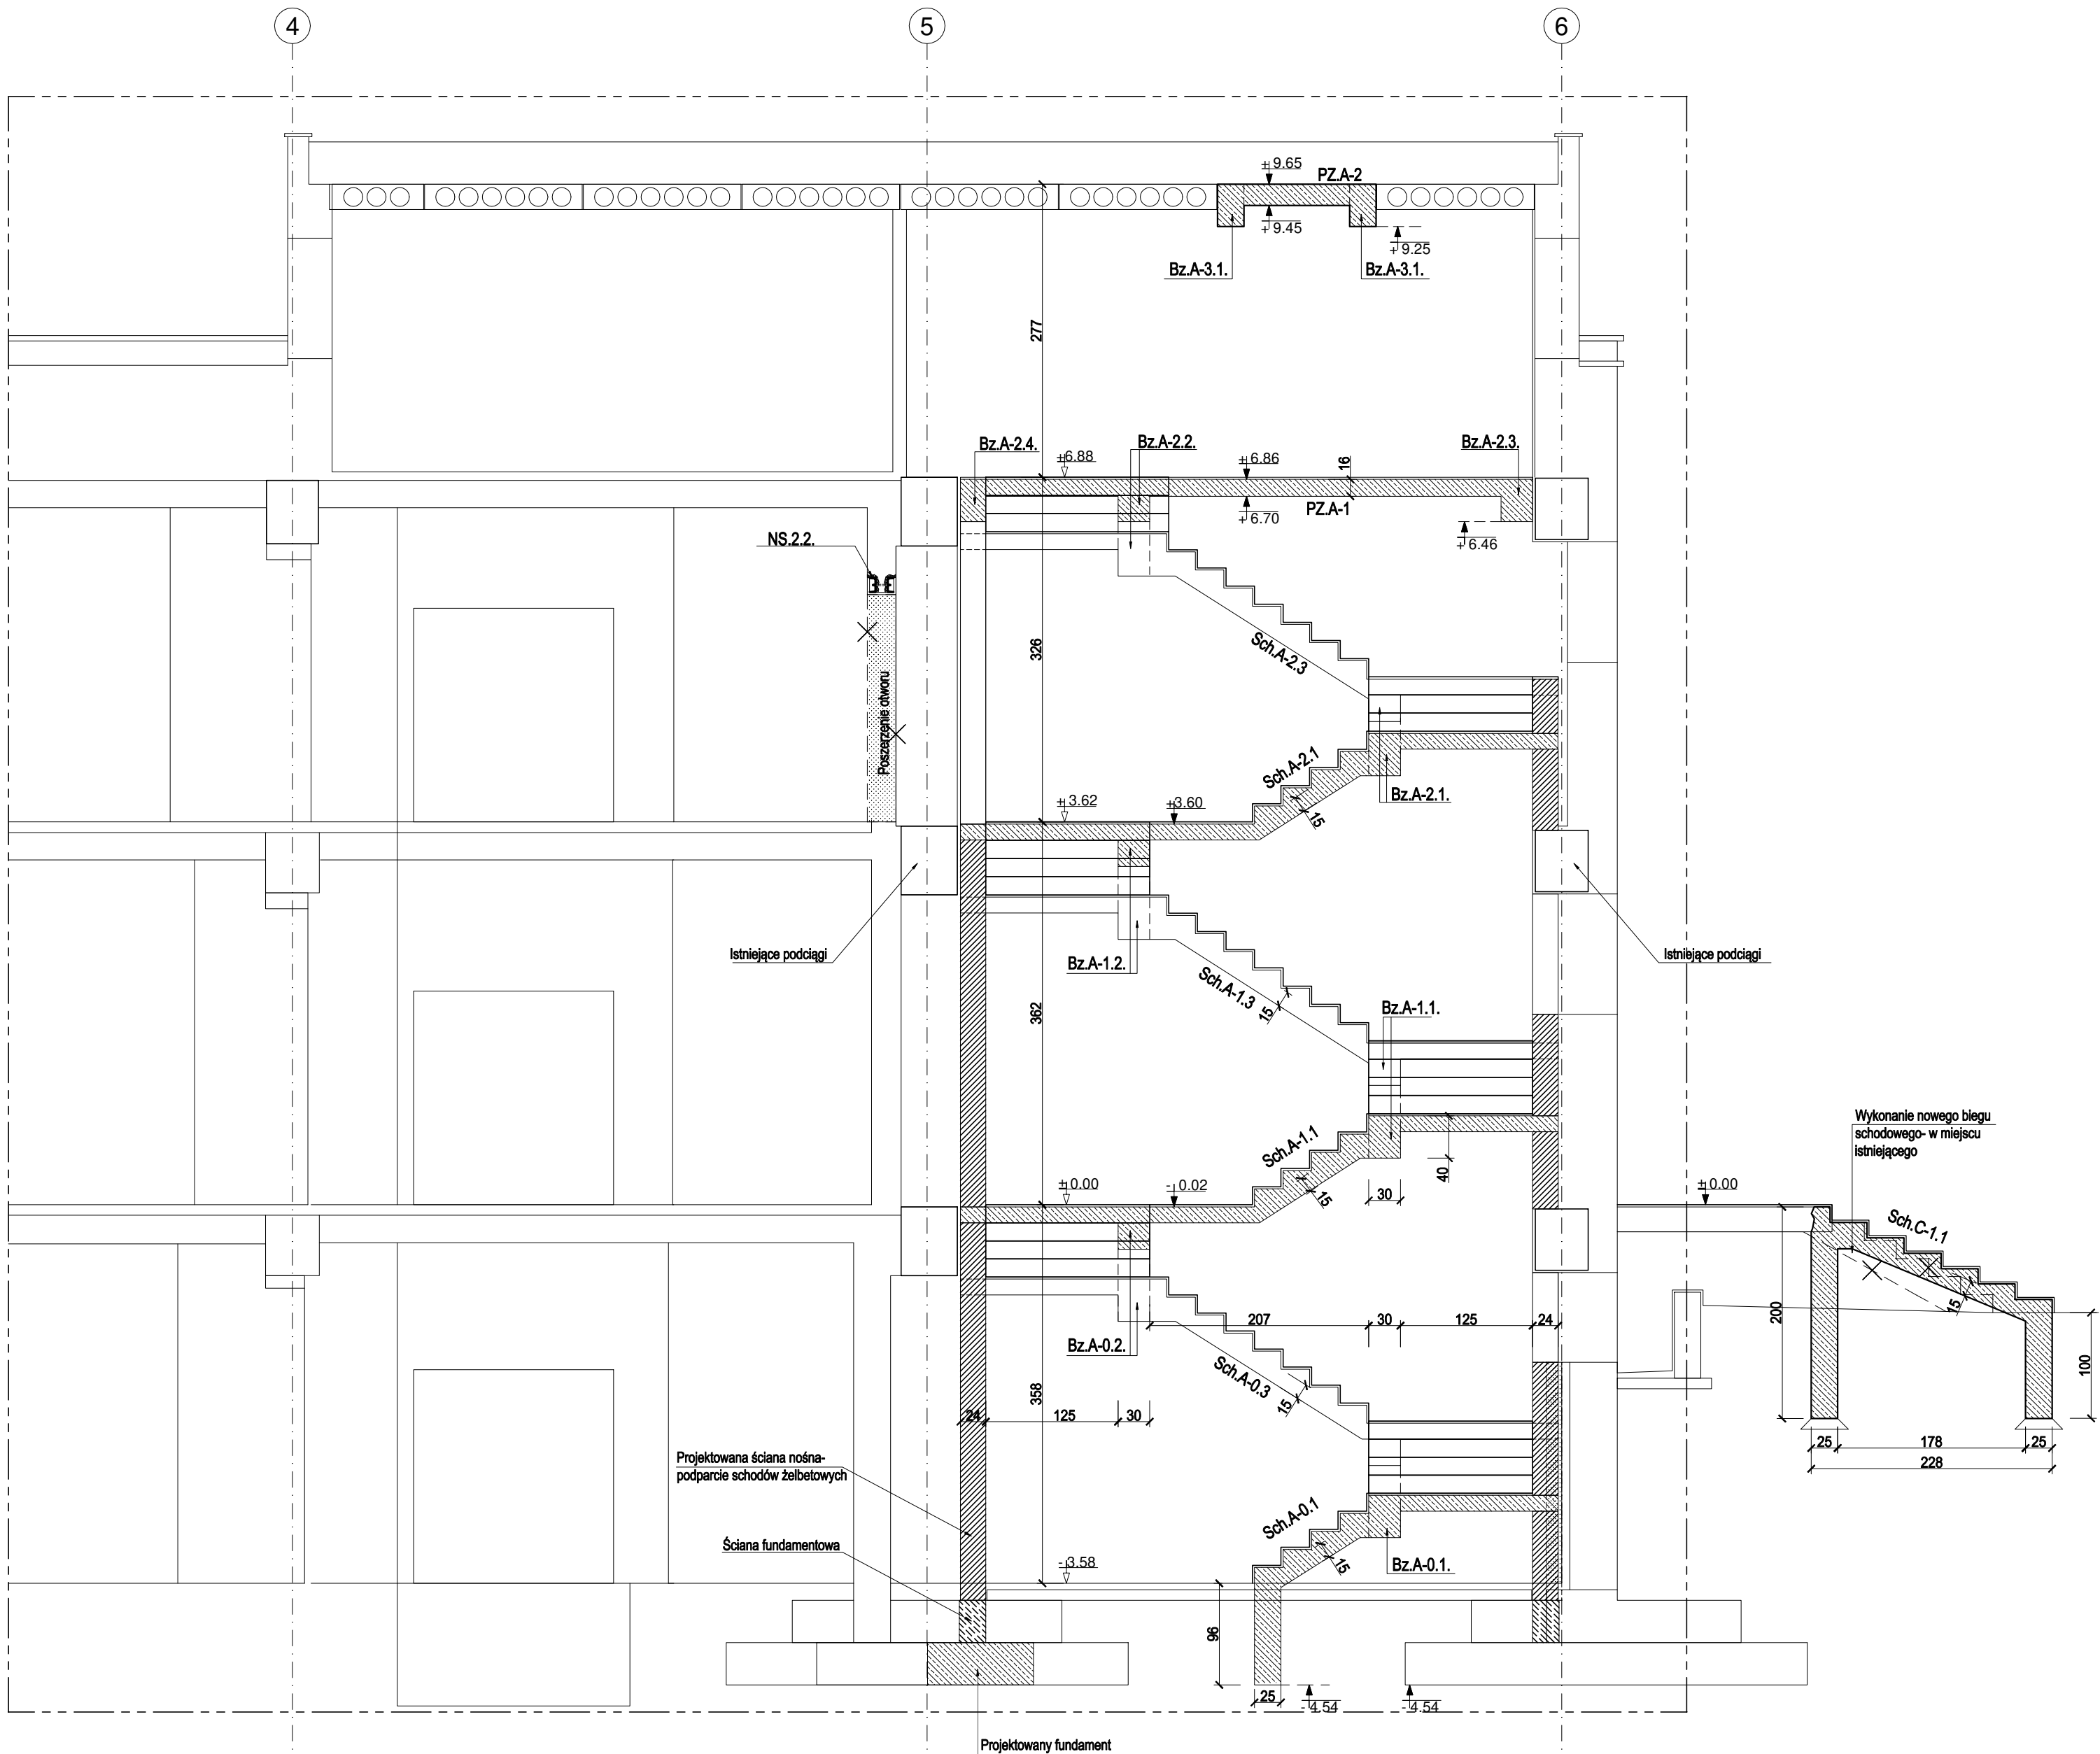 4
5
6
+9.65
PZ.A-2
+9.45
+9.25
Bz.A-3.1.
Bz.A-3.1.
277
Bz.A-2.4.
Bz.A-2.2.
Bz.A-2.3.
+6.88
+6.86
16
PZ.A-1
+6.70
+6.46
NS.2.2.
326
Sch.A-2.3
Poszerzenie otworu
Sch.A-2.1
Bz.A-2.1.
+3.62
+3.60
15
Istniejące podciągi
Istniejące podciągi
Bz.A-1.2.
Sch.A-1.3
15
362
Bz.A-1.1.
Wykonanie nowego biegu
schodowego- w miejscu
istniejącego
Sch.A-1.1
40
±0.00
- 0.02
15
30
±0.00
Sch.C-1.1
15
200
100
207
30
125
24
Bz.A-0.2.
Sch.A-0.3
15
358
24
125
30
25
178
25
228
Projektowana ściana nośna-
podparcie schodów żelbetowych
Sch.A-0.1
Ściana fundamentowa
- 3.58
15
Bz.A-0.1.
96
25
- 4.54
- 4.54
Projektowany fundament